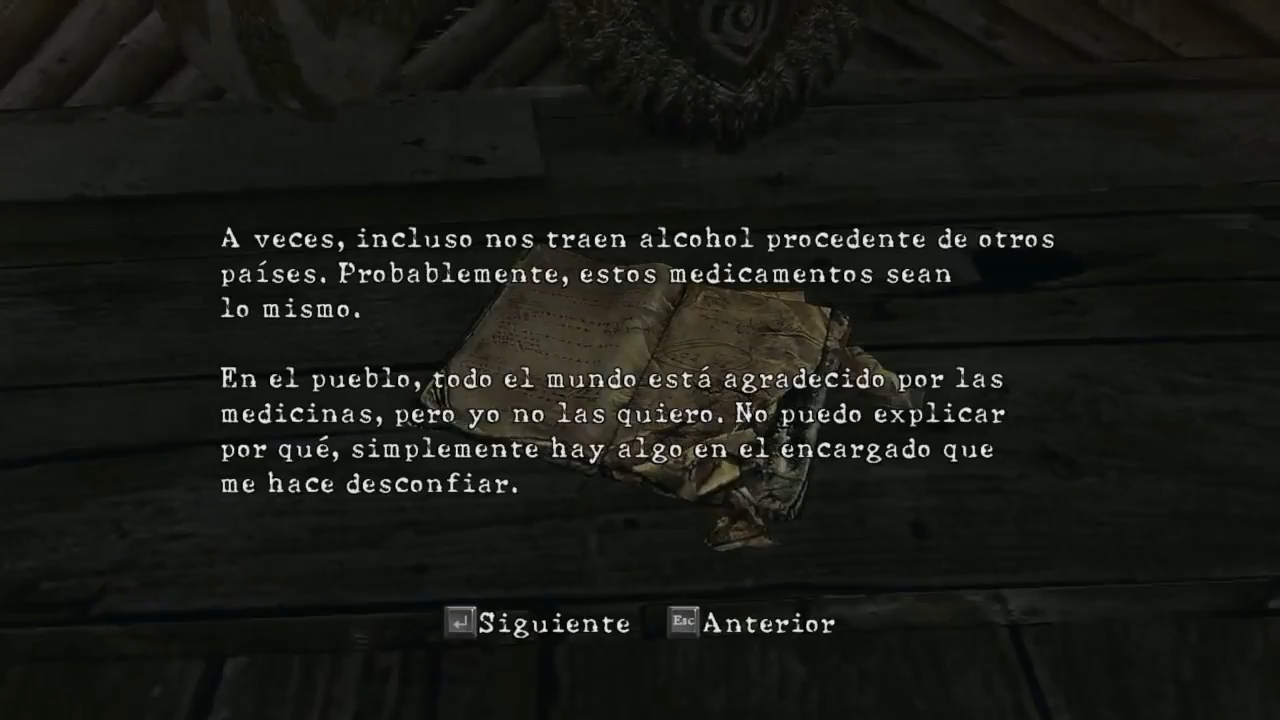 A veces, incluso nos traen alcohol procedente de otros
países. Probablemente, estos medicamentos sean
lo mismo.
En el pueblo, todo el mundo está agradecido por las
medicinas, pero yo no las quiero. No puedo explicar
por qué, simplemente hay algo en el encargado que
me hace desconfiar.
Siguiente Esc Anterior